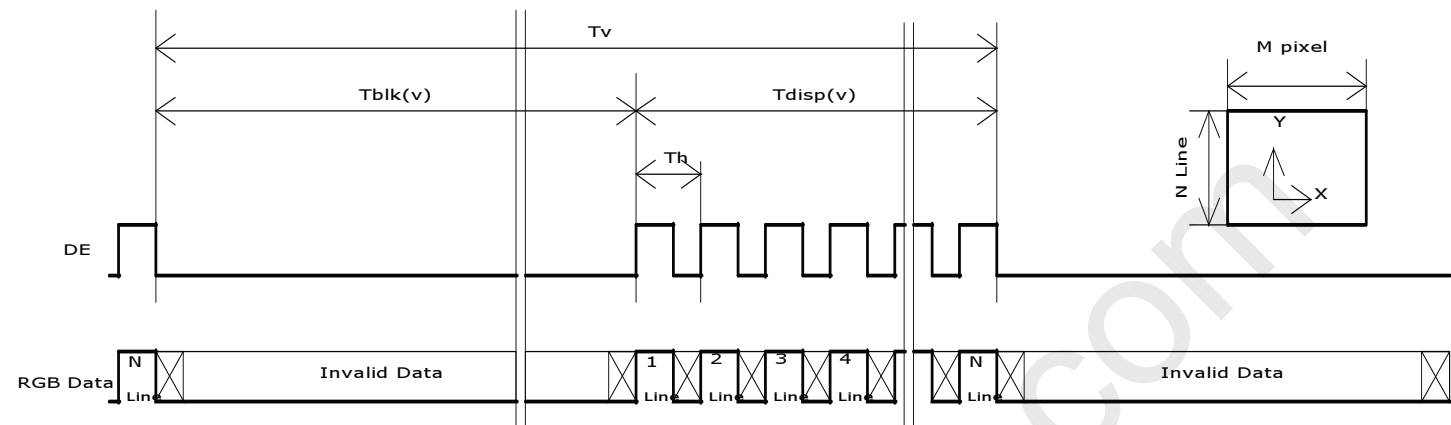 Tv
M pixel
Tblk(v)
Tdisp(v)
Y
Th
N Line
X
DE
N
1
2
3
4
N
Invalid Data
Invalid Data
RGB Data
Line
Line
Line
Line
Line
Line
com